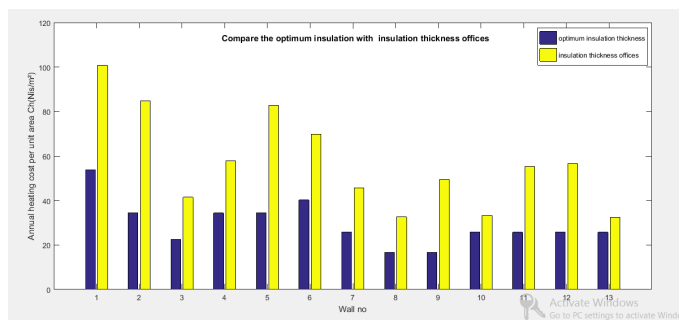 Compare the optimum insulation with insulation thickness offices
optimum insulation thickness
insulation thickness offices
Annual heating cost per unit area Ch(Nis/m²)
120
100
80
60
40
20
0
1 2 3 4 5 6 7 8 9 10 11 12 13
Wall no
Activate Windows
Go to PC settings to activate Winde